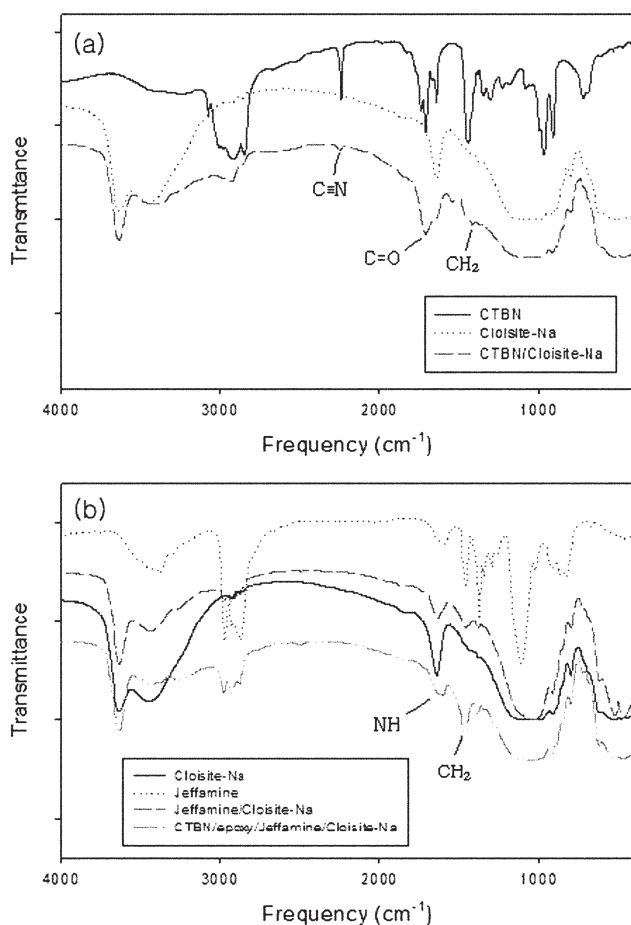 (a)
Transmttance
C≡N
C=O
CH₂
CTBN
Cloisite-Na
CTBN/Cloisite-Na
4000
3000
2000
1000
Frequency (cm⁻¹)
(b)
Transmittance
NH
CH₂
Cloisite-Na
Jeffamine
Jeffamine/Cloisite-Na
CTBN/epoxy/Jeffamine/Cloisite-Na
4000
3000
2000
1000
Frequency (cm⁻¹)